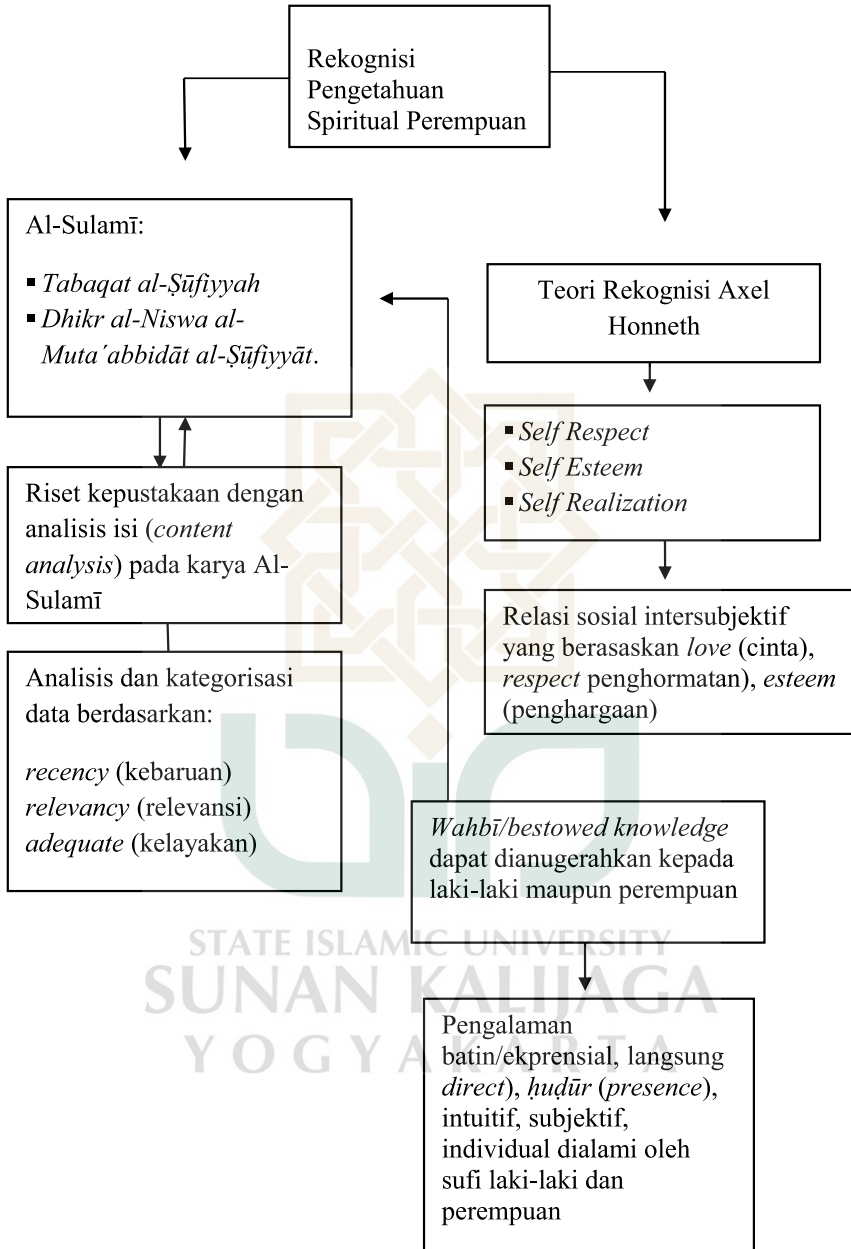 Rekognisi
Pengetahuan
Spiritual Perempuan
Al-Sulamī:
▪ Tabaqat al-Ṣūfiyyah
▪ Dhikr al-Niswa al-
Muta´abbidāt al-Ṣūfiyyāt.
Teori Rekognisi Axel
Honneth
▪ Self Respect
▪ Self Esteem
▪ Self Realization
Riset kepustakaan dengan
analisis isi (content
analysis) pada karya Al-
Sulamī
Relasi sosial intersubjektif
yang berasaskan love (cinta),
respect penghormatan), esteem
(penghargaan)
Analisis dan kategorisasi
data berdasarkan:
recency (kebaruan)
relevancy (relevansi)
adequate (kelayakan)
Wahbī/bestowed knowledge
dapat dianugerahkan kepada
laki-laki maupun perempuan
STATE ISLAMIC UNIVERSITY
SUNAN KALIJAGA
YOGYAKARTA
Pengalaman
batin/ekprensial, langsung
direct), ḥuḍūr (presence),
intuitif, subjektif,
individual dialami oleh
sufi laki-laki dan
perempuan